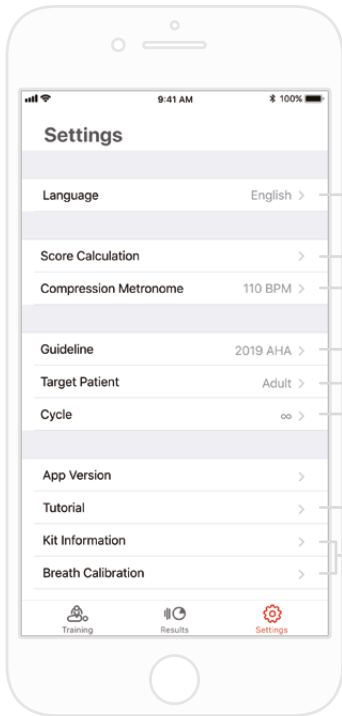 9:41 AM 100%
Settings
Language English
Score Calculation
Compression Metronome 110 BPM
Guideline 2019 AHA
Target Patient Adult
Cycle ∞
App Version
Tutorial
Kit Information
Breath Calibration
Training Results Settings